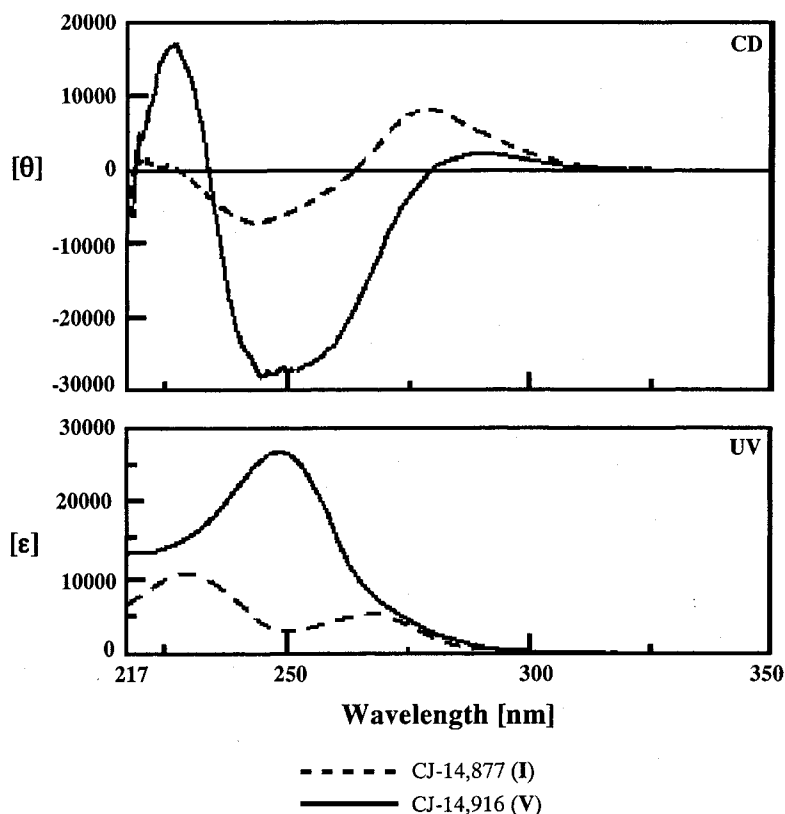 20000
CD
10000
[θ]
0
-10000
-20000
-30000
30000
UV
20000
[ε]
10000
0
217
250
300
350
Wavelength [nm]
CJ-14,877 (I)
CJ-14,916 (V)